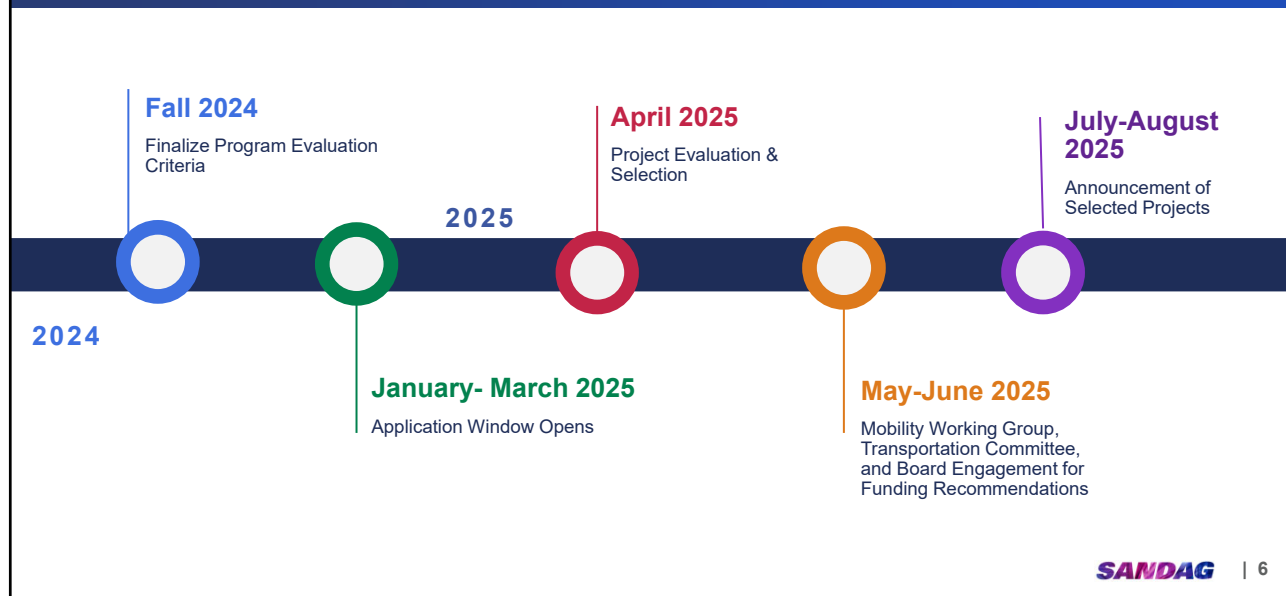 Fall 2024
Finalize Program Evaluation
Criteria
April 2025
Project Evaluation &
Selection
July-August
2025
Announcement of
Selected Projects
2025
2024
January- March 2025
Application Window Opens
May-June 2025
Mobility Working Group,
Transportation Committee,
and Board Engagement for
Funding Recommendations
SANDAG | 6